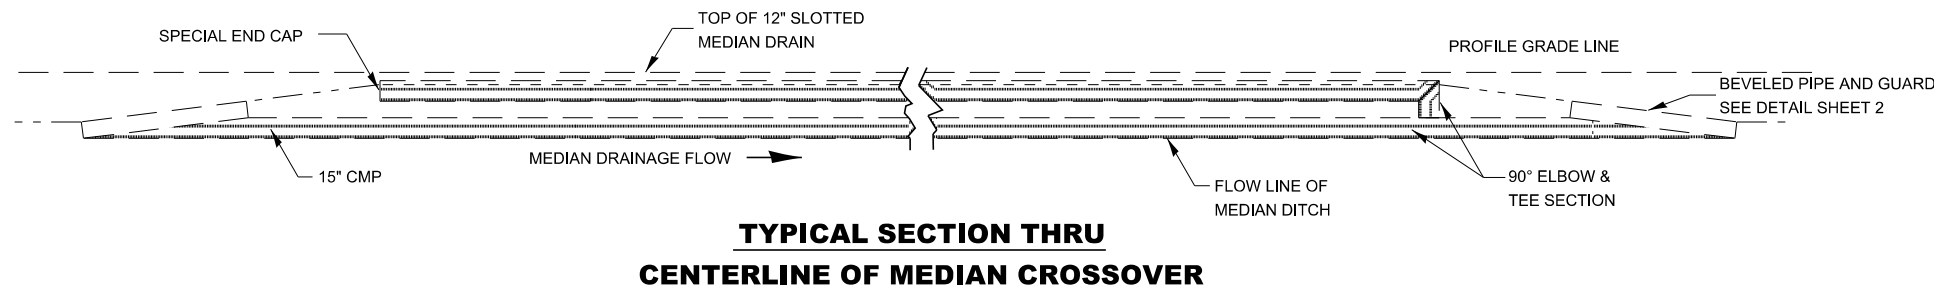 TOP OF 12" SLOTTED
MEDIAN DRAIN
SPECIAL END CAP
PROFILE GRADE LINE
BEVELED PIPE AND GUARD
SEE DETAIL SHEET 2
MEDIAN DRAINAGE FLOW
15" CMP
FLOW LINE OF
MEDIAN DITCH
90° ELBOW &
TEE SECTION
TYPICAL SECTION THRU
CENTERLINE OF MEDIAN CROSSOVER